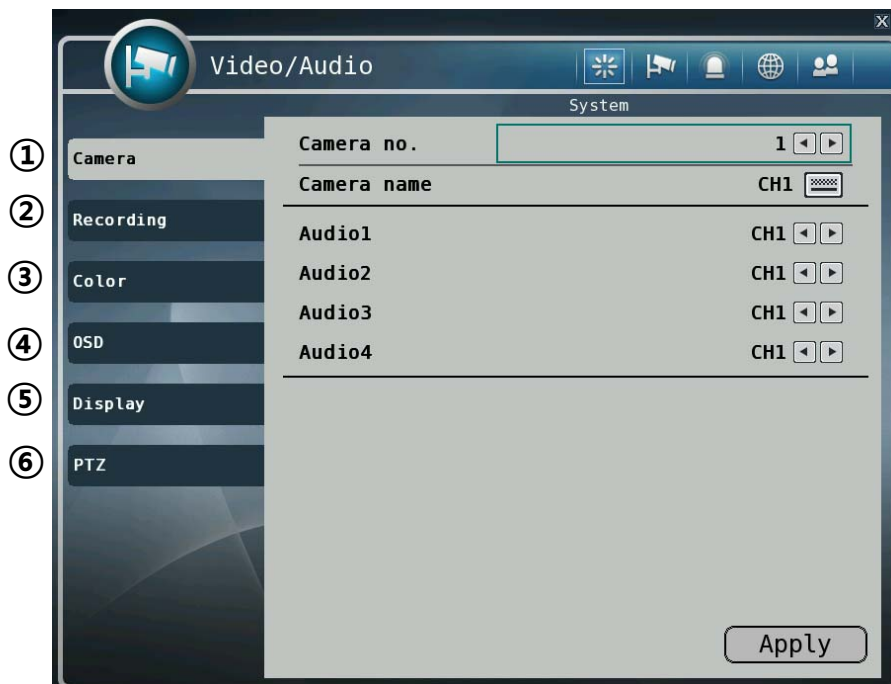 X
Video/Audio
System
① Camera
② Recording
③ Color
④ OSD
⑤ Display
⑥ PTZ
Camera no. 1
Camera name CH1
Audio1 CH1
Audio2 CH1
Audio3 CH1
Audio4 CH1
Apply